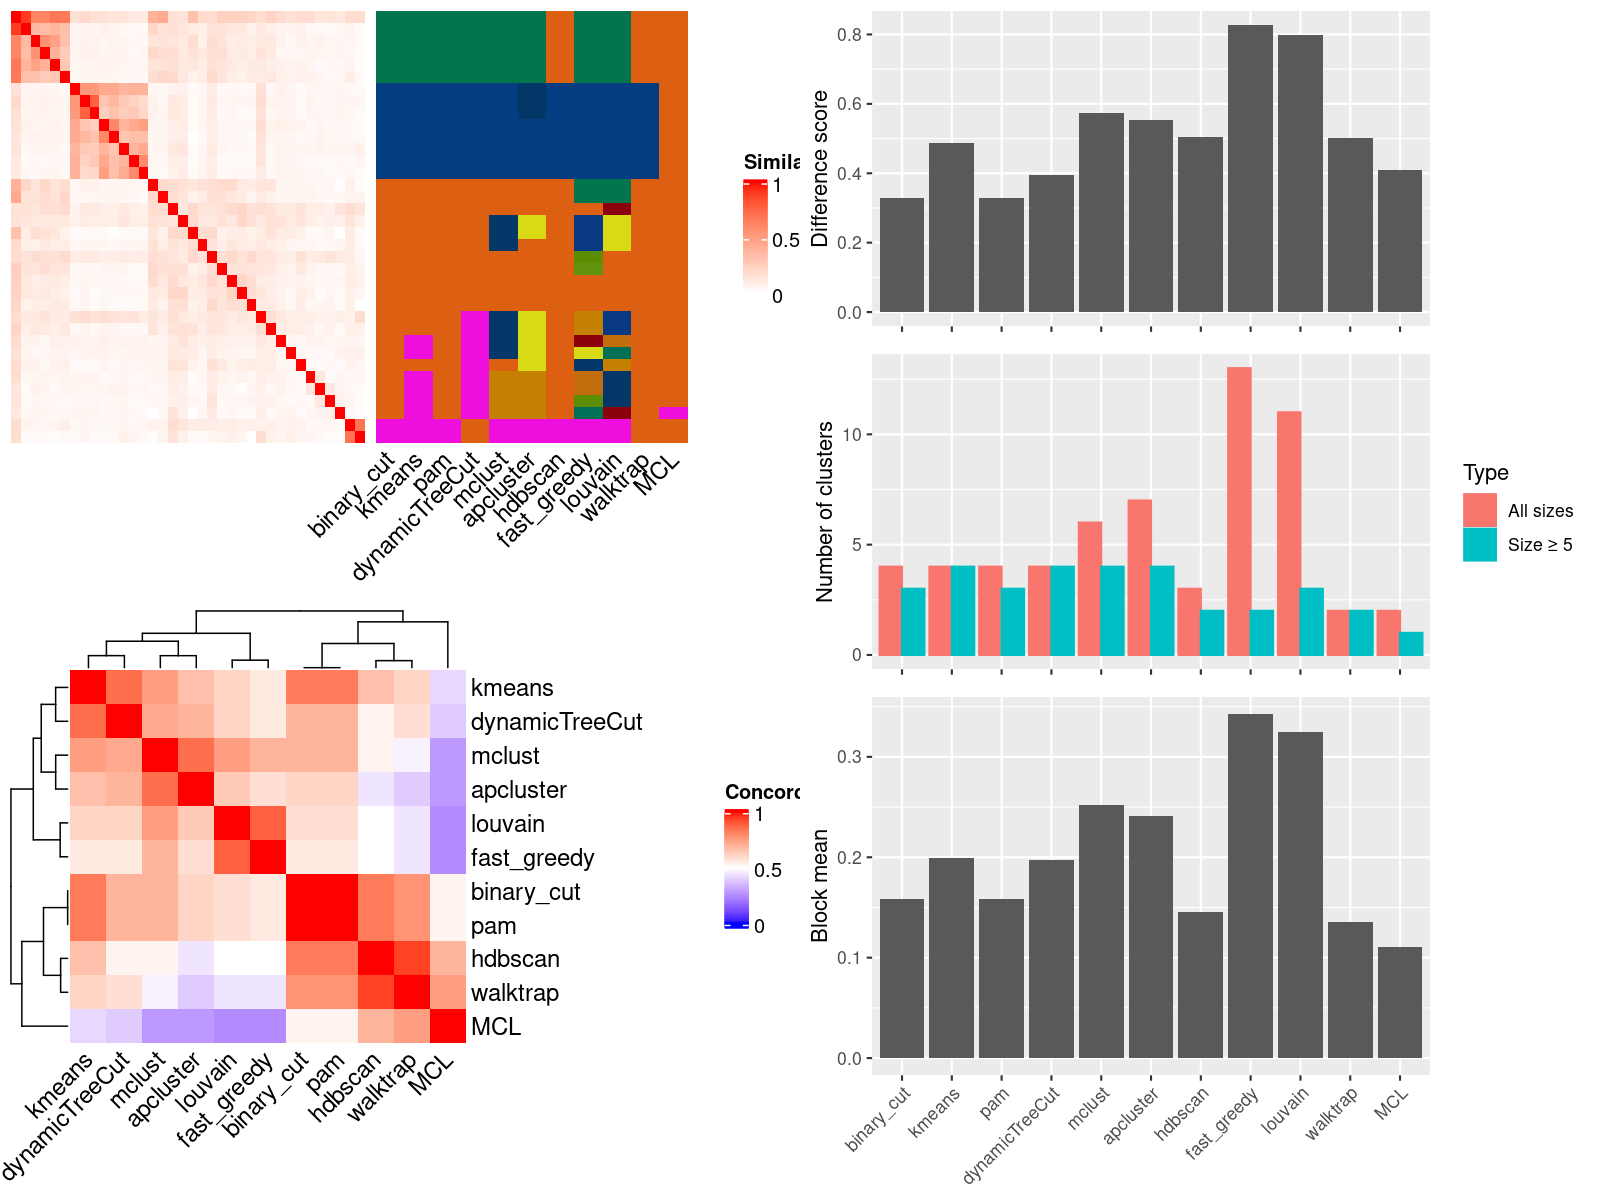 Simila
1
0.5
0
binary_cut
kmeans
pam
dynamicTreeCut
mclust
apcluster
hdbscan
fast_greedy
louvain
walktrap
MCL
kmeans
dynamicTreeCut
mclust
apcluster
louvain
fast_greedy
binary_cut
pam
hdbscan
walktrap
MCL
kmeans
dynamicTreeCut
mclust
apcluster
louvain
fast_greedy
binary_cut
pam
hdbscan
walktrap
MCL
Concord
1
0.5
0
Difference score
0.8
0.6
0.4
0.2
0.0
Number of clusters
10
5
0
Type
All sizes
Size ≥ 5
Block mean
0.3
0.2
0.1
0.0
binary_cut
kmeans
pam
dynamicTreeCut
mclust
apcluster
hdbscan
fast_greedy
louvain
walktrap
MCL